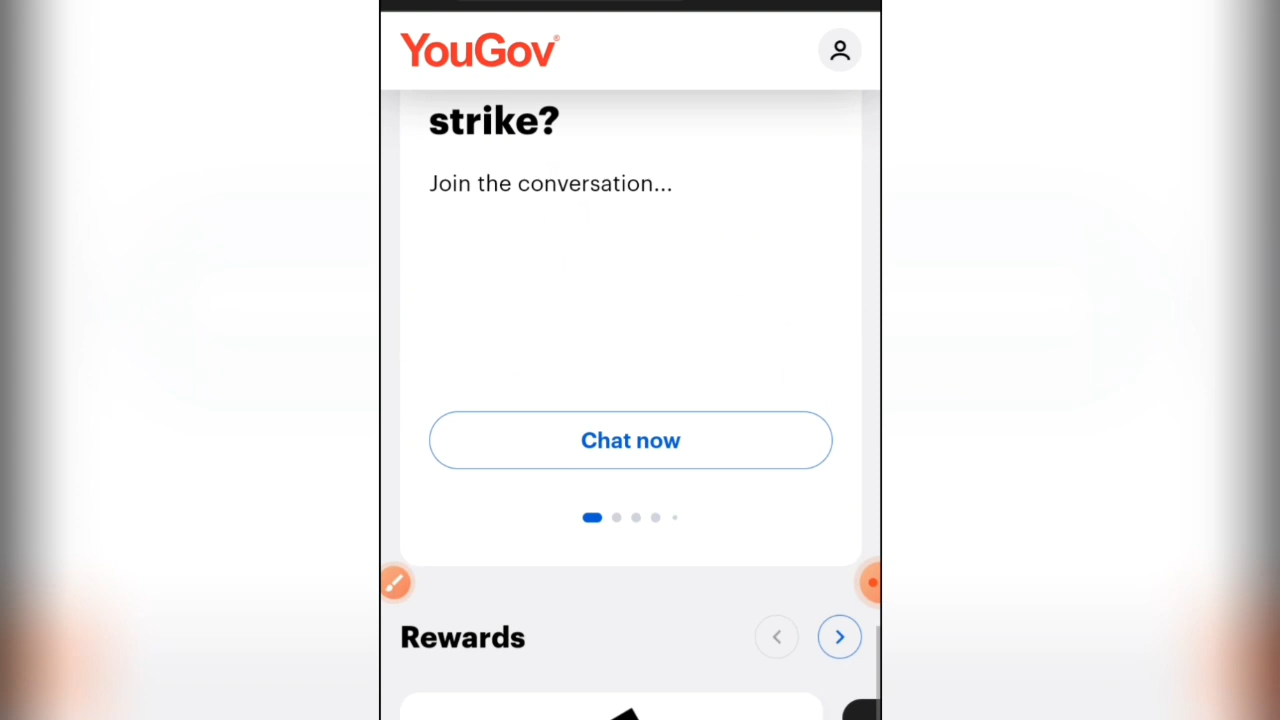 YouGov®
strike?
Join the conversation...
Chat now
Rewards